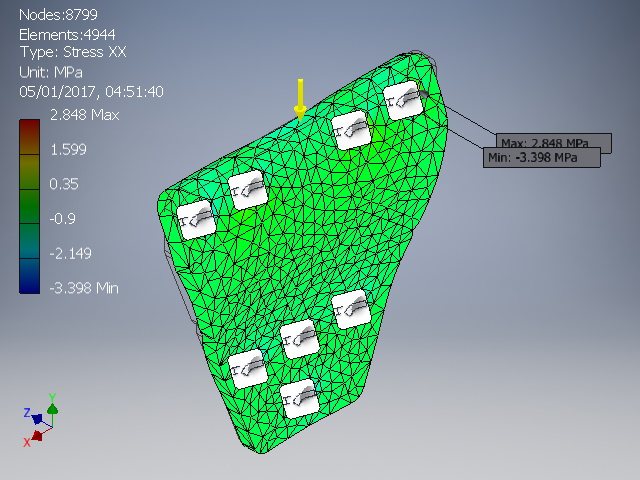 Nodes:8799
Elements:4944
Type: Stress XX
Unit: MPa
05/01/2017, 04:51:40
2.848 Max
1.599
0.35
-0.9
-2.149
-3.398 Min
Max: 2.848 MPa
Min: -3.398 MPa
Y
Z
X